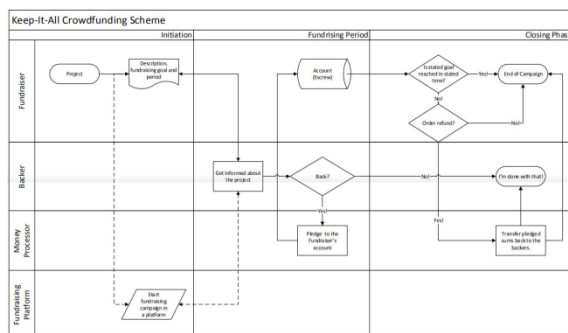 Keep-It-All Crowdfunding Scheme
Initiation
Fundrising Period
Closing Phas
Fundraiser
Project
Description,
fundraising goal and
period
Account
(Escrow)
Is stated goal
reached in stated
time?
Yes!
End of Campaign
No!
Order refund?
No!
Backer
Get informed about
the project
Back?
No!
I'm done with that!
Yes!
Yes!
Money
Processor
Pledge to the
Fundraiser's
account
Transfer pledged
sums back to the
backers.
Fundraising
Platform
Start
fundraising
campaign in
a platform